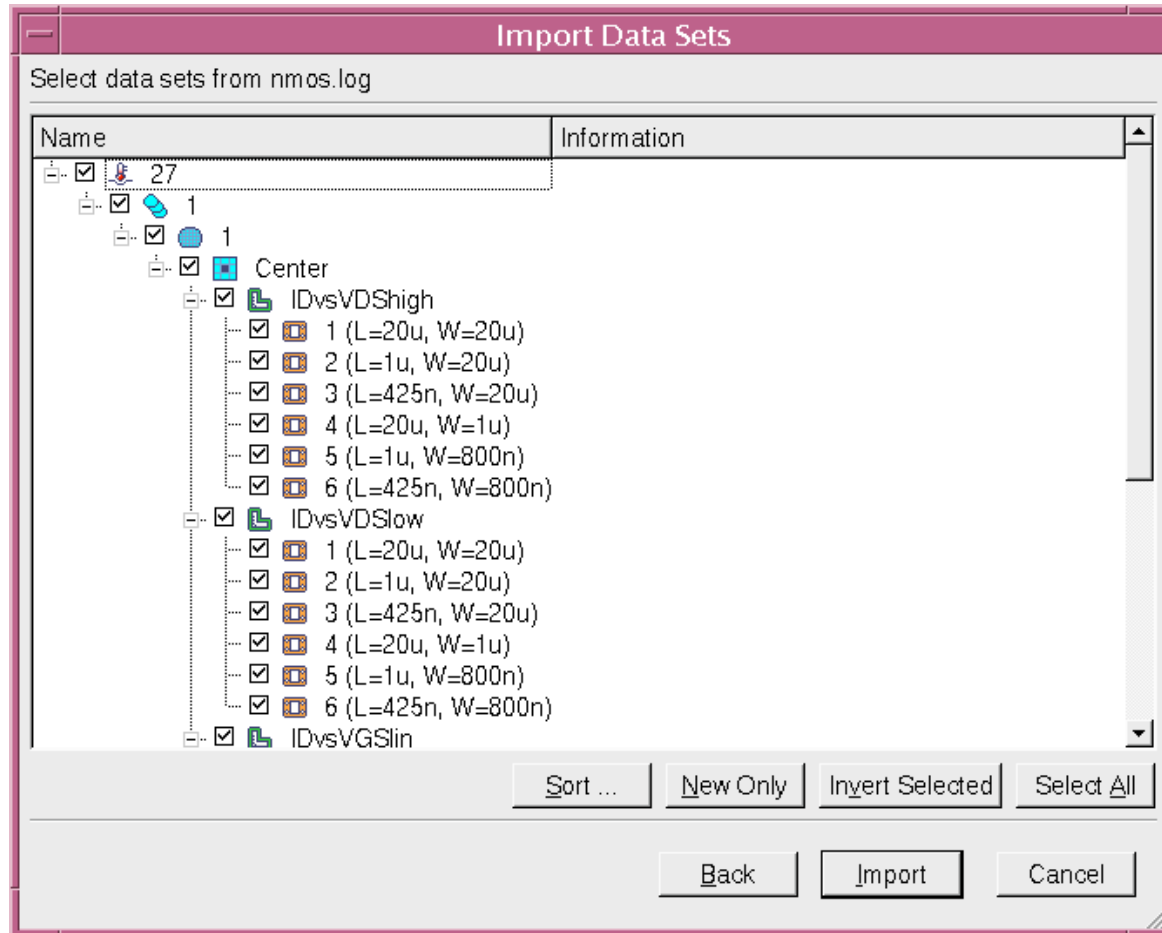 Import Data Sets
Select data sets from nmos.log
Name Information
27
1
1
Center
IDvsVDShigh
1 (L=20u, W=20u)
2 (L=1u, W=20u)
3 (L=425n, W=20u)
4 (L=20u, W=1u)
5 (L=1u, W=800n)
6 (L=425n, W=800n)
IDvsVDSlow
1 (L=20u, W=20u)
2 (L=1u, W=20u)
3 (L=425n, W=20u)
4 (L=20u, W=1u)
5 (L=1u, W=800n)
6 (L=425n, W=800n)
IDvsVGSlin
Sort ... New Only Invert Selected Select All
Back Import Cancel